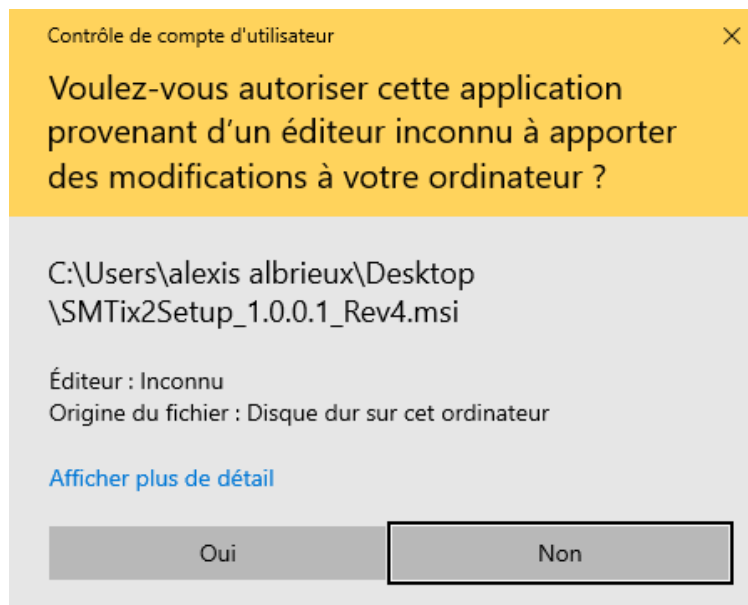 Contrôle de compte d'utilisateur
Voulez-vous autoriser cette application
provenant d’un éditeur inconnu à apporter
des modifications à votre ordinateur ?
C:\Users\alexis albrieux\Desktop
\SMTix2Setup_1.0.0.1_Rev4.msi
Éditeur : Inconnu
Origine du fichier : Disque dur sur cet ordinateur
Afficher plus de détail
Oui
Non